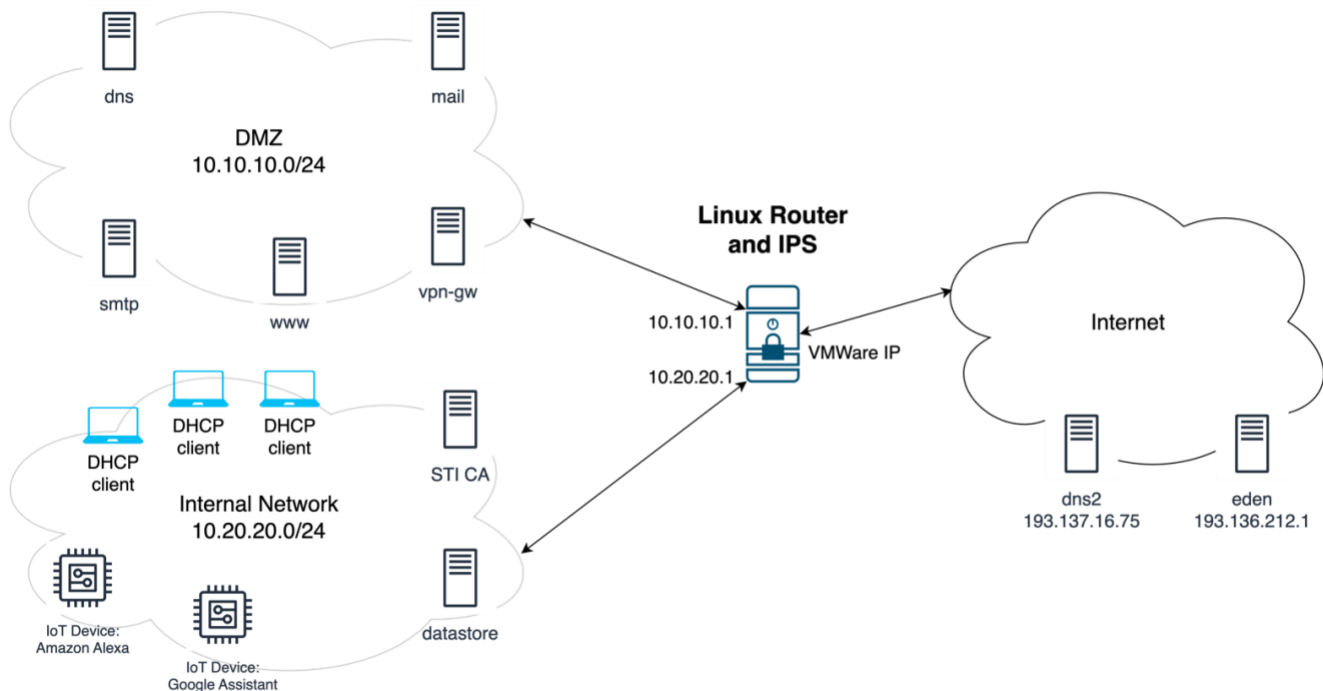 dns
mail
DMZ
10.10.10.0/24
smtp
www
vpn-gw
Linux Router
and IPS
10.10.10.1
VMWare IP
10.20.20.1
Internet
dns2
193.137.16.75
eden
193.136.212.1
DHCP
client
DHCP
client
DHCP
client
STI CA
Internal Network
10.20.20.0/24
IoT Device:
Amazon Alexa
IoT Device:
Google Assistant
datastore